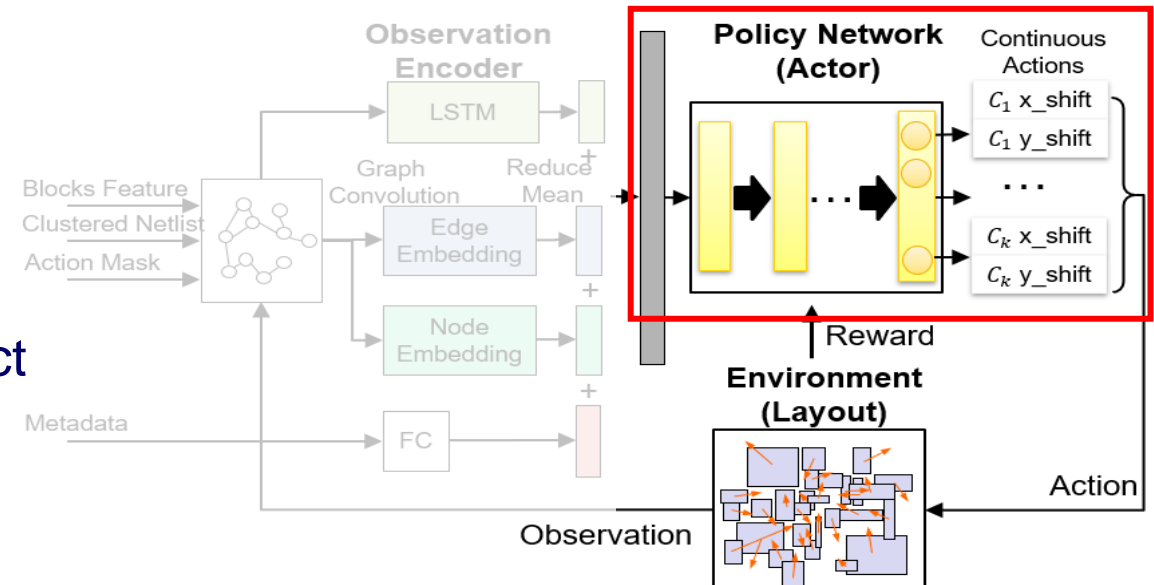 Observation
Encoder
LSTM
+
Graph
Convolution
Reduce
Mean
Blocks Feature
Clustered Netlist
Action Mask
Edge
Embedding
+
Node
Embedding
+
ct
Metadata
FC
Policy Network
(Actor)
Continuous
Actions
C₁ x_shift
C₁ y_shift
...
...
Cₖ x_shift
Cₖ y_shift
Reward
Environment
(Layout)
Action
Observation